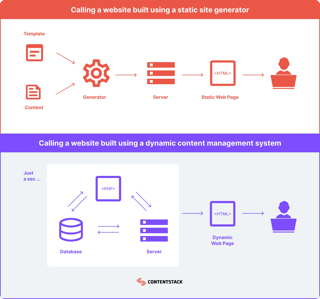 Calling a website built using a static site generator
Template
Content
Generator
Server
<HTML>
Static Web Page
Calling a website built using a dynamic content management system
Just
a sec ...
<PHP>
Database
Server
<HTML>
Dynamic
Web Page
CONTENTSTACK